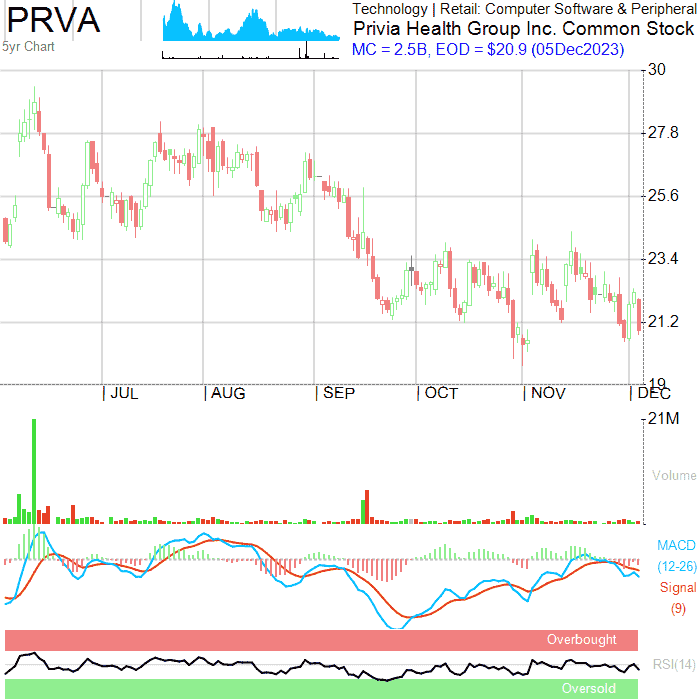 PRVA
5yr Chart
Technology | Retail: Computer Software & Peripheral
Privia Health Group Inc. Common Stock
MC = 2.5B, EOD = $20.9 (05Dec2023)
30
27.8
25.6
23.4
21.2
19
| JUL | AUG | SEP | OCT | NOV | DEC
21M
Volume
MACD
(12-26)
Signal
(9)
Overbought
RSI(14)
Oversold